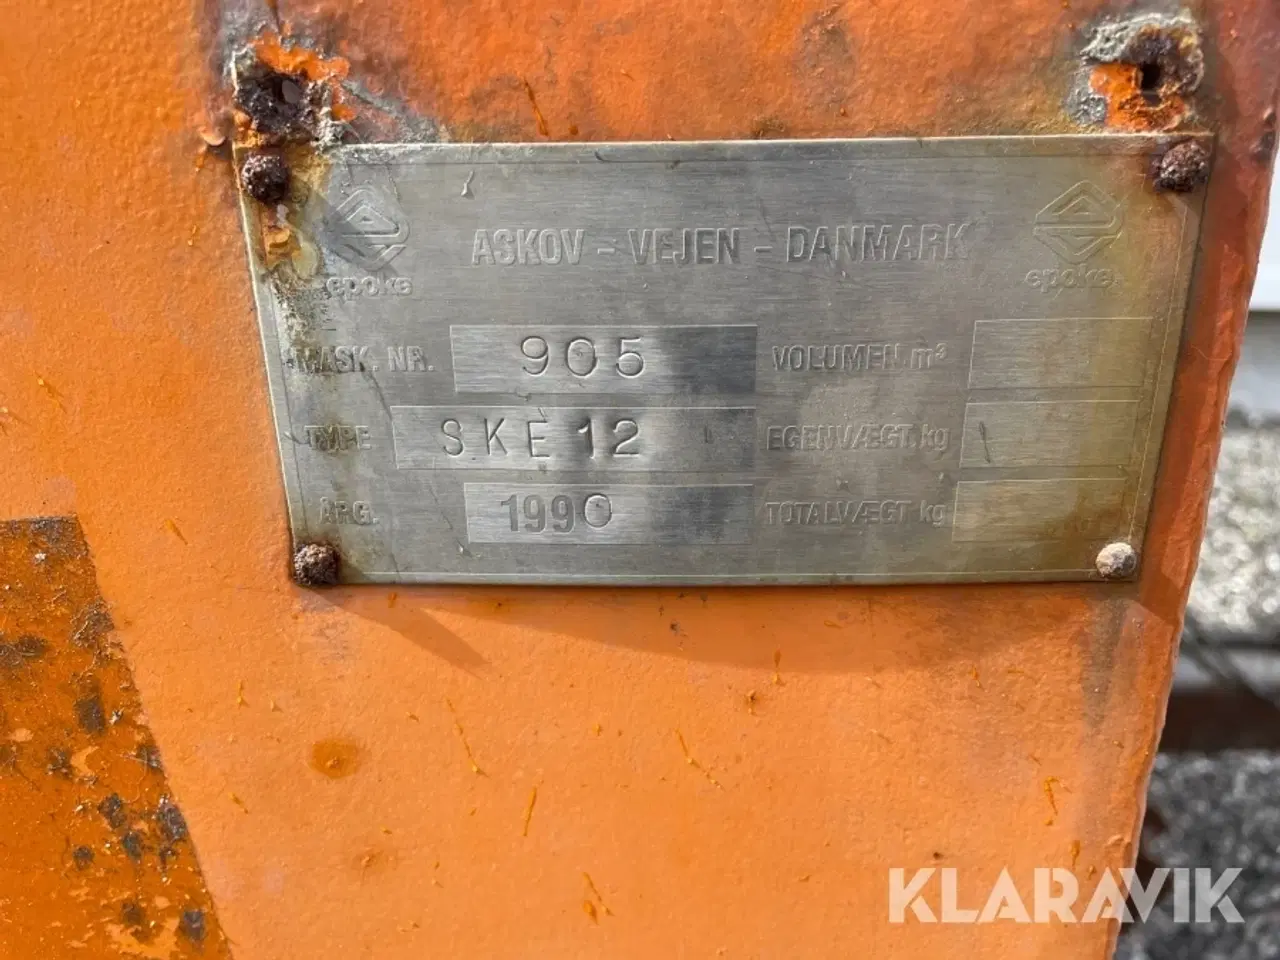 ASKOV - VEJEN - DANMARK
epoke
epoke
MASK. NR. 905
VOLUMEN m³
TYPE SKE 12
EGENVÆGT. kg
ÅRG. 1990
TOTALVÆGT kg
KLARAVIK